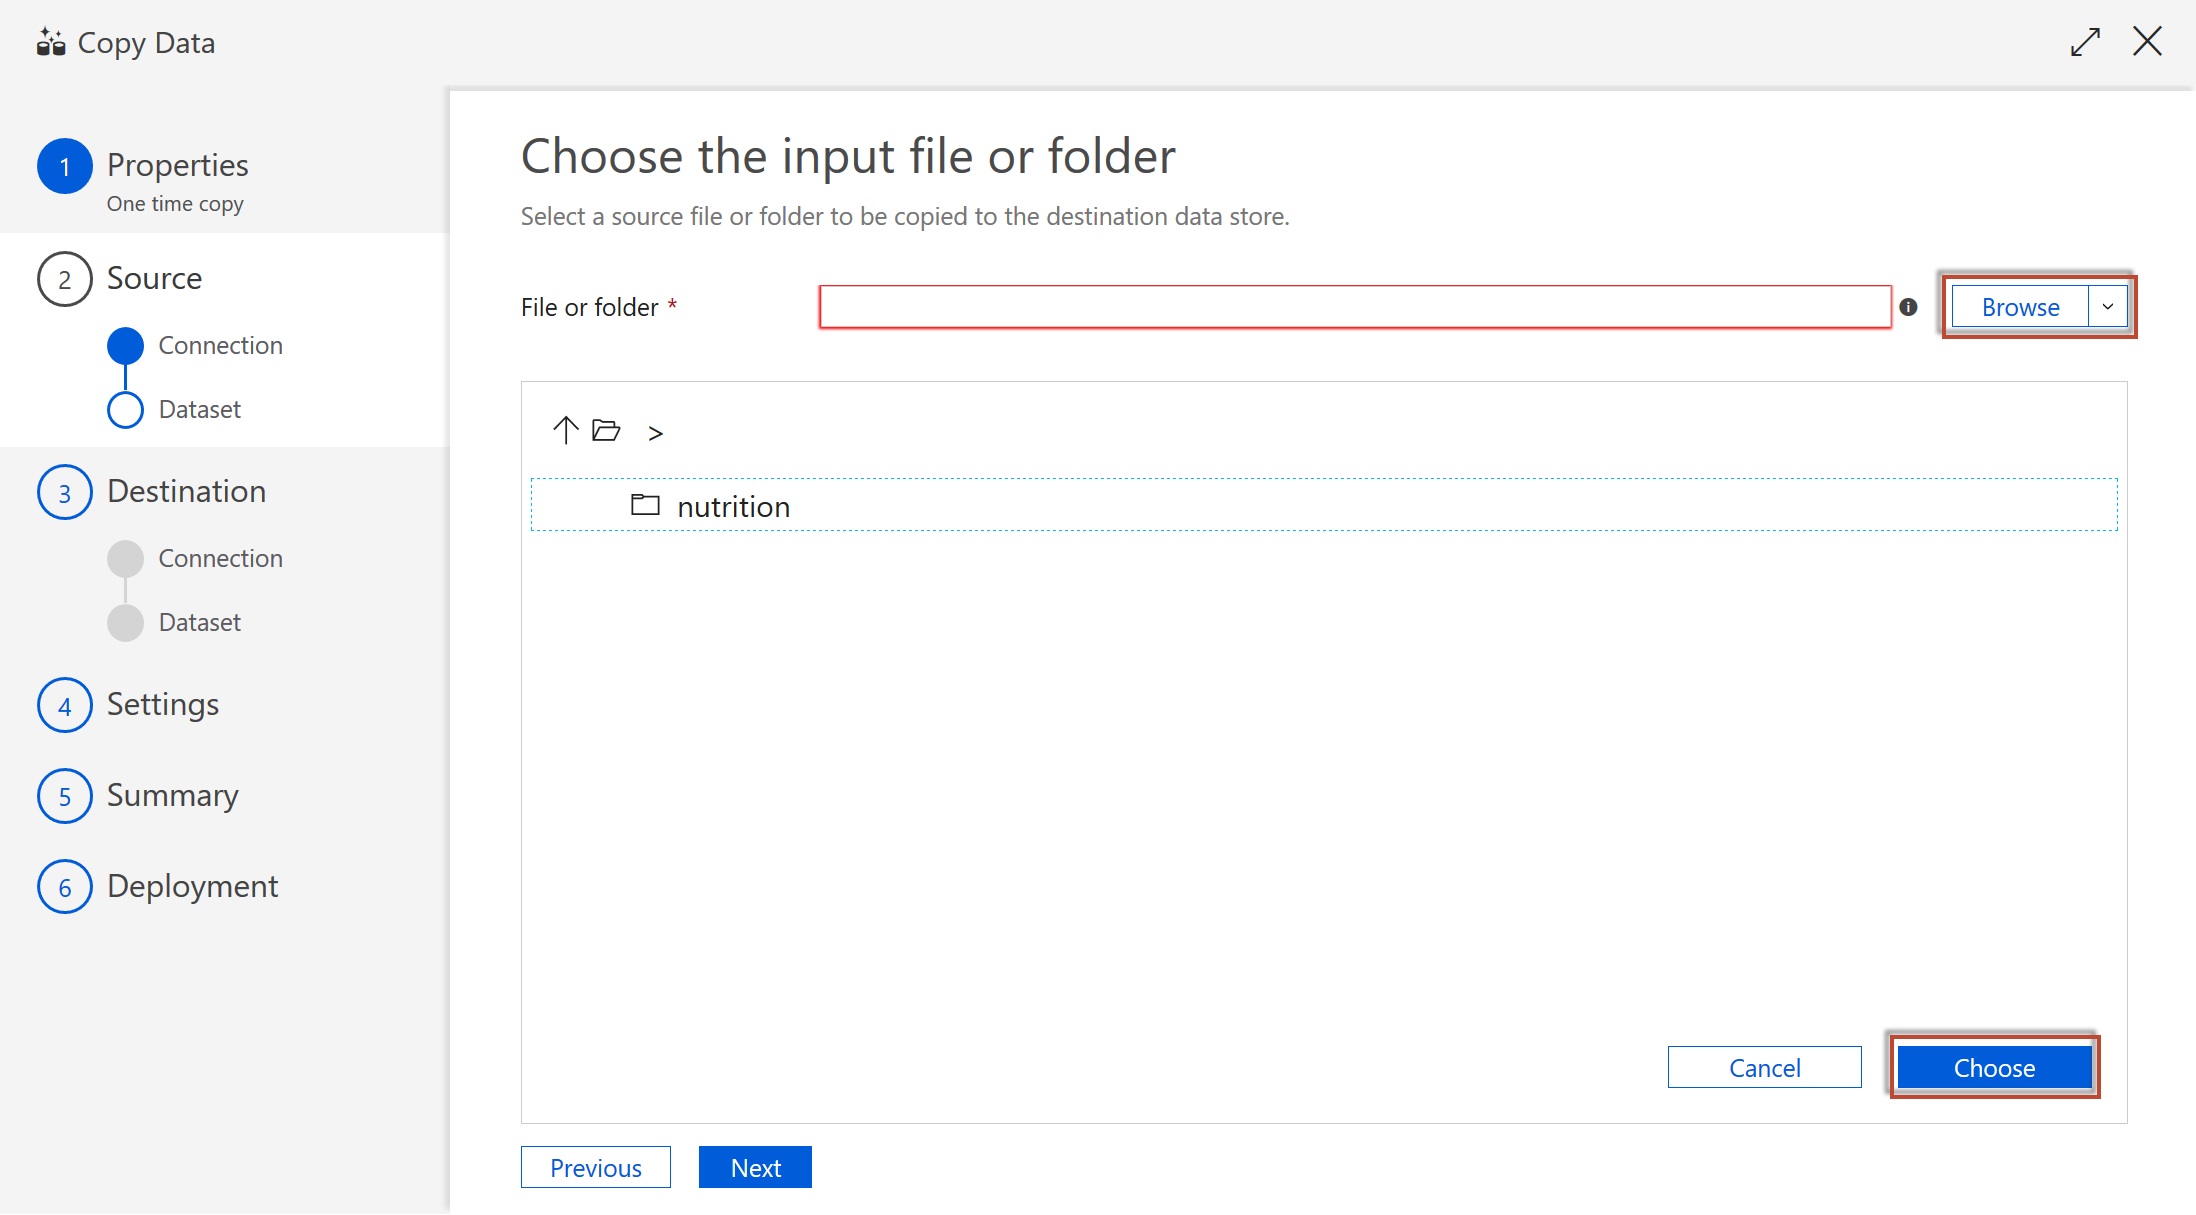 Copy Data
1 Properties
One time copy
2 Source
Connection
Dataset
3 Destination
Connection
Dataset
4 Settings
5 Summary
6 Deployment
Choose the input file or folder
Select a source file or folder to be copied to the destination data store.
File or folder *
Browse
>
nutrition
Cancel
Choose
Previous
Next